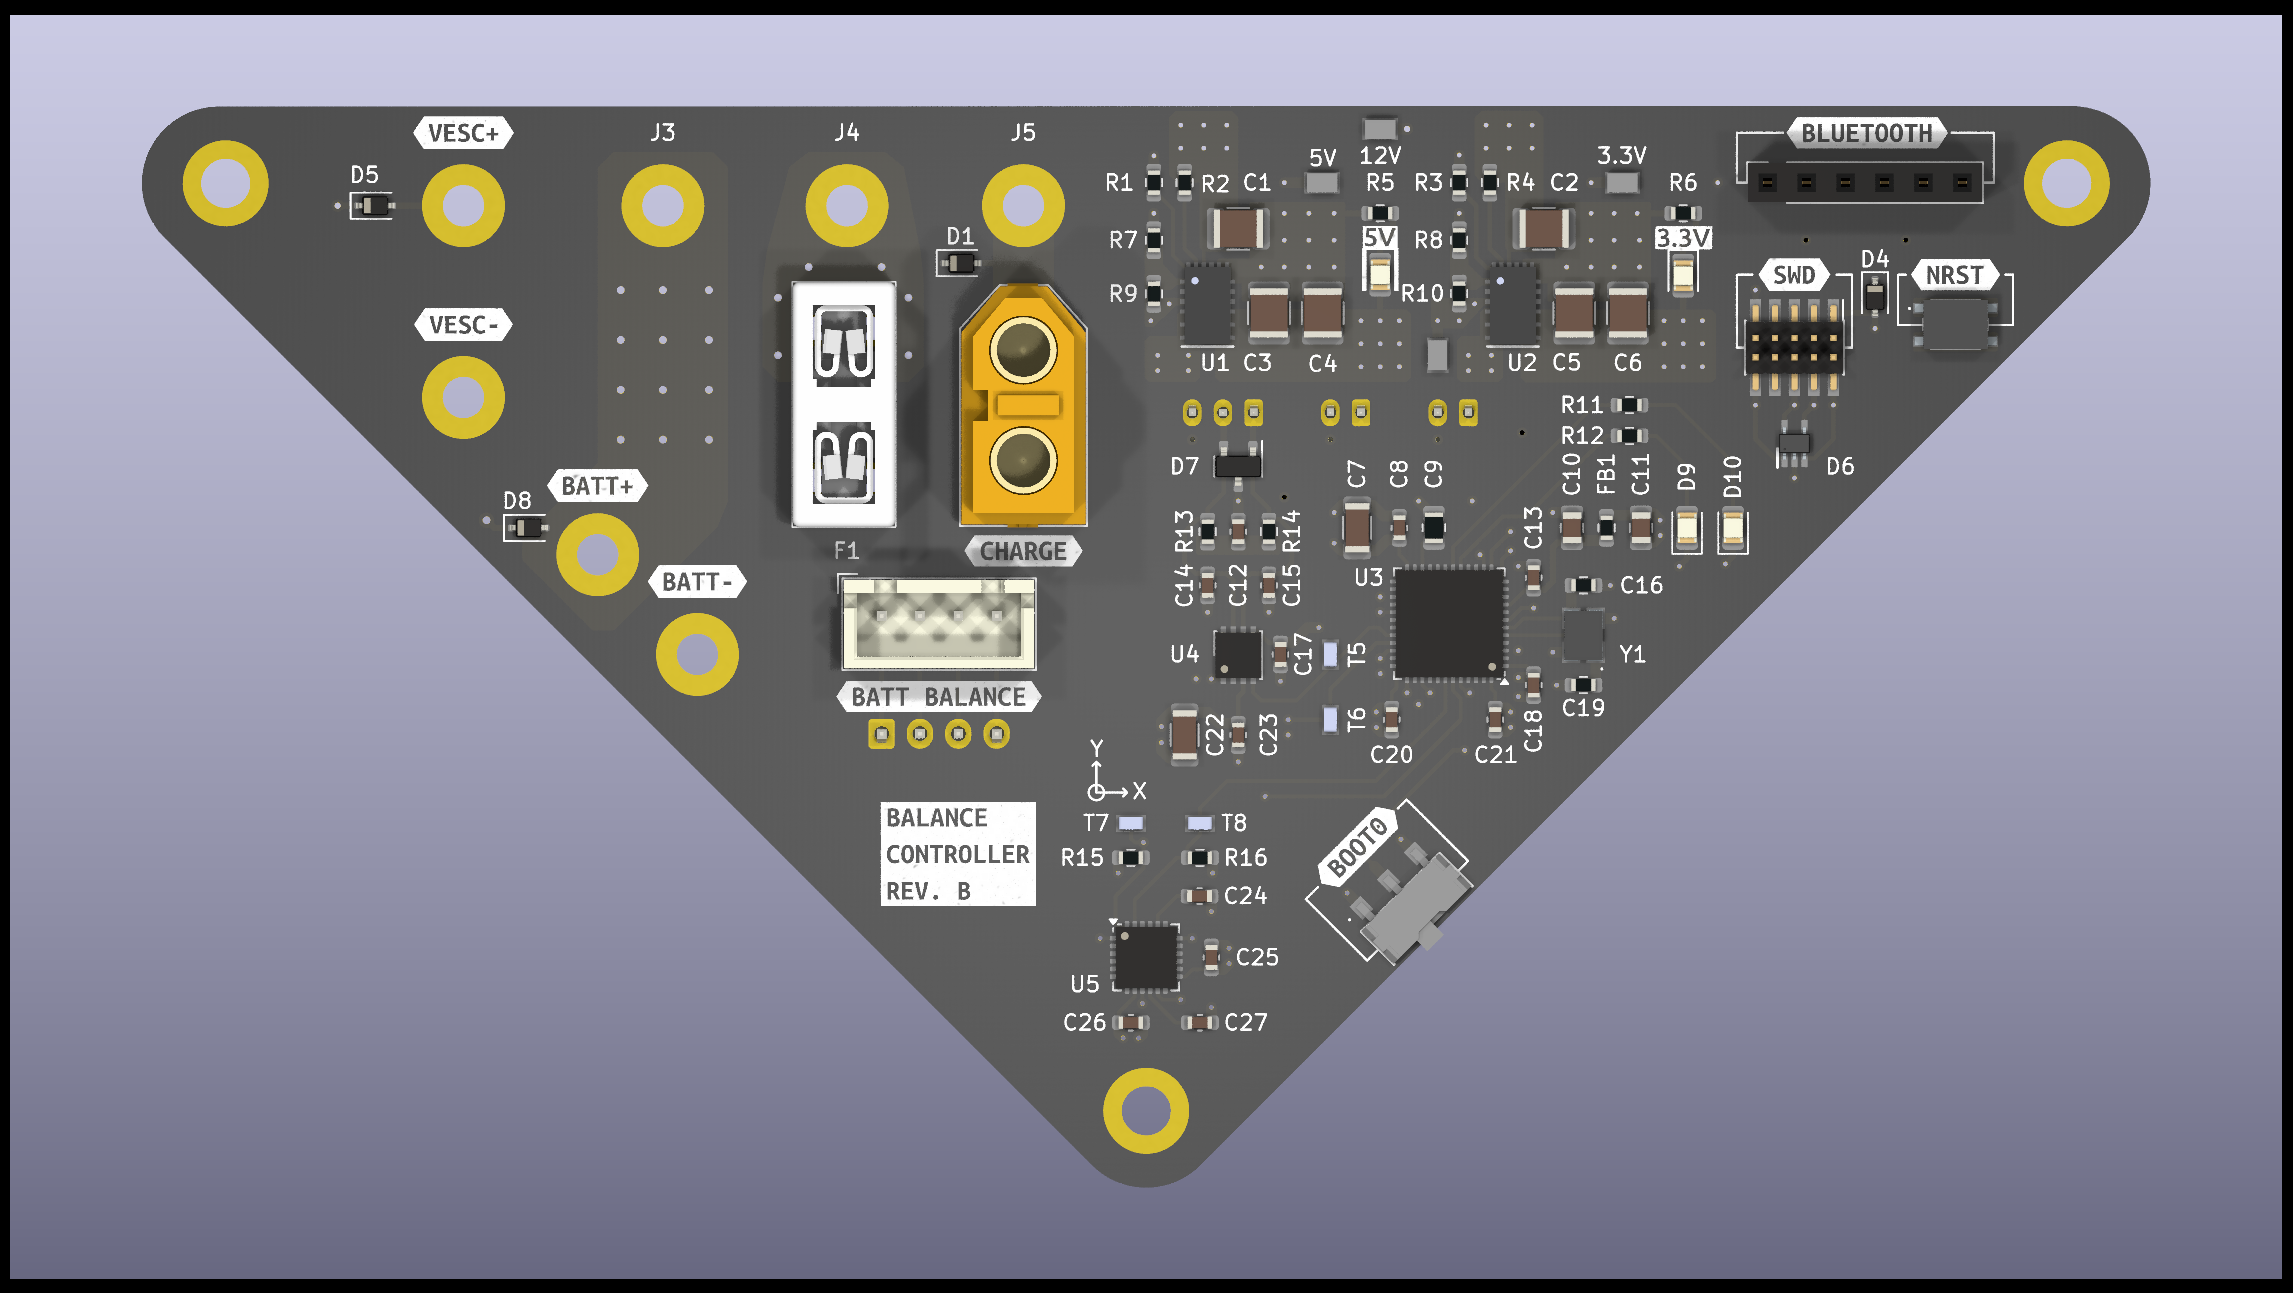 VESC+
J3
J4
J5
BLUETOOTH
D5
5V
12V
3.3V
R1
R2
C1
R5
R3
R4
C2
R6
D1
R7
5V
R8
3.3V
D4
SWD
NRST
R9
R10
VESC-
U1
C3
C4
U2
C5
C6
R11
R12
D7
C7
C8
C9
C10
FB1
C11
D9
D10
D6
BATT+
D8
R13
R14
C13
F1
CHARGE
BATT-
C14
C12
C15
U3
C16
U4
C17
T5
Y1
BATT BALANCE
C22
C23
T6
C18
C19
C20
C21
Y
X
BALANCE
CONTROLLER
REV. B
T7
T8
R15
R16
BOOT0
C24
C25
U5
C26
C27